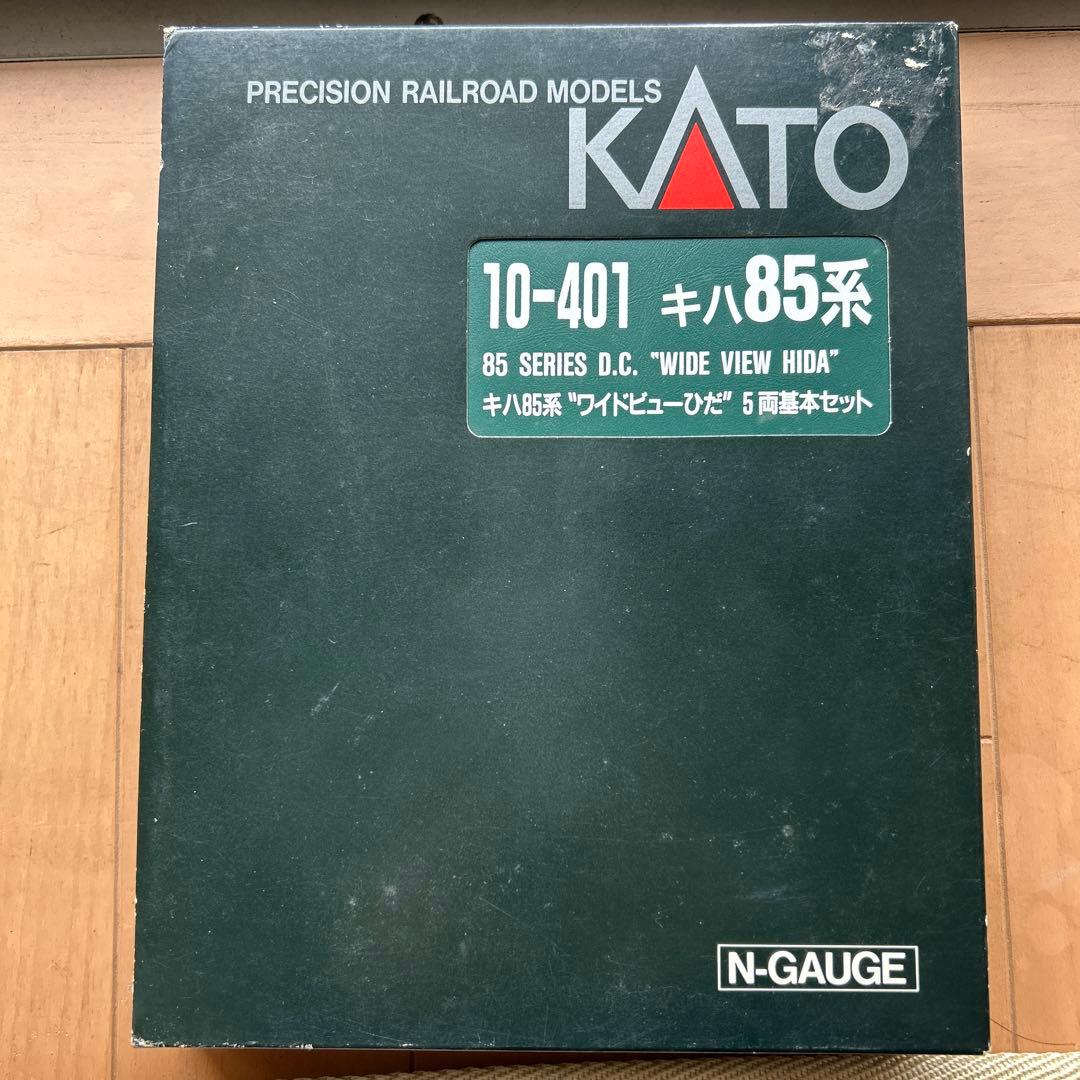 PRECISION RAILROAD MODELS
KATO
10-401 キハ85系
85 SERIES D.C. "WIDE VIEW HIDA"
キハ85系 "ワイドビューひだ" 5両基本セット
N-GAUGE